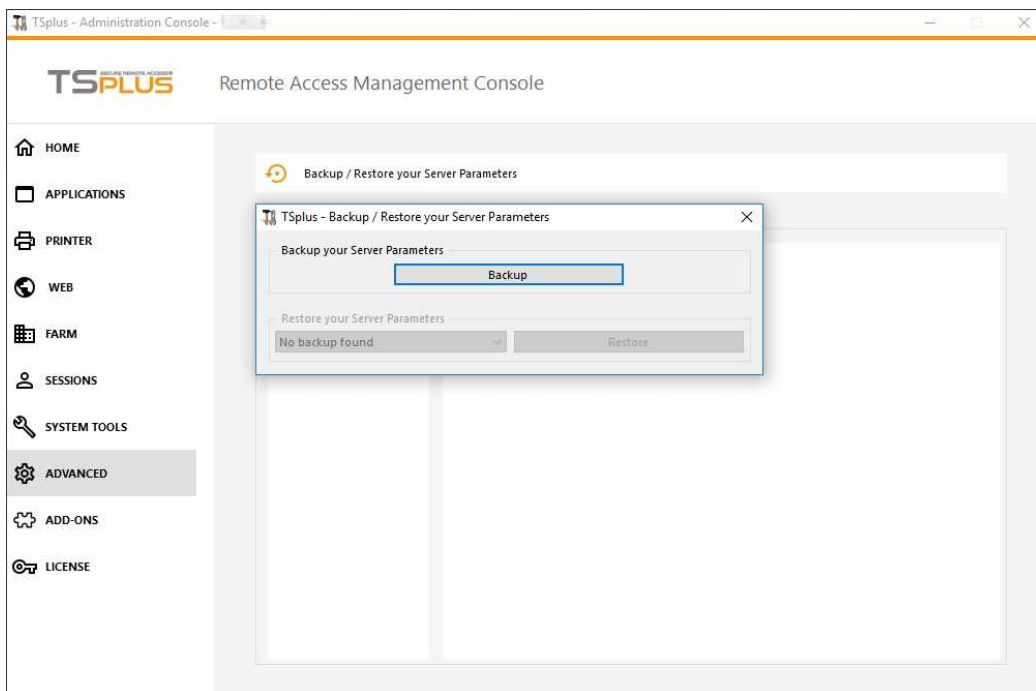 TSplus - Administration Console -
TSPLUS
SECURE REMOTE ACCESS
Remote Access Management Console
HOME
APPLICATIONS
PRINTER
WEB
FARM
SESSIONS
SYSTEM TOOLS
ADVANCED
ADD-ONS
LICENSE
Backup / Restore your Server Parameters
TSplus - Backup / Restore your Server Parameters
Backup your Server Parameters
Backup
Restore your Server Parameters
No backup found
Restore